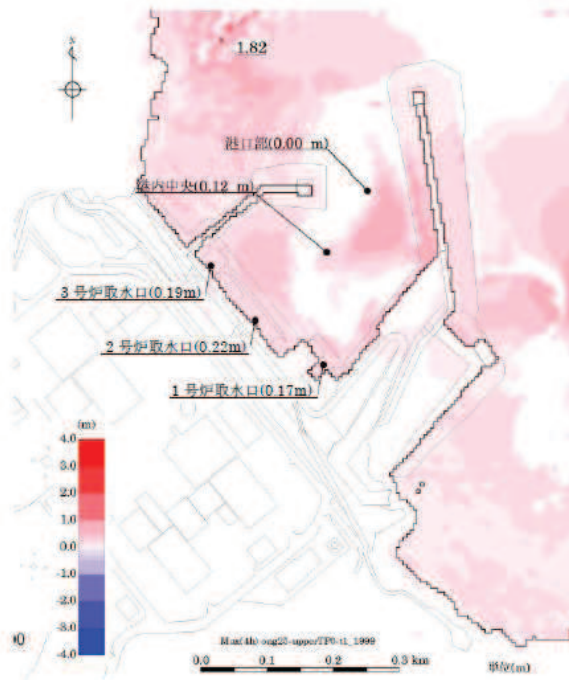 1.82
港口部(0.00 m)
港内中央(0.12 m)
3 号炉取水口(0.19m)
2 号炉取水口(0.22m)
1 号炉取水口(0.17m)
(m)
4.0
3.0
2.0
1.0
0.0
-1.0
-2.0
-3.0
-4.0
0.0 0.1 0.2 0.3 km
単位(m)